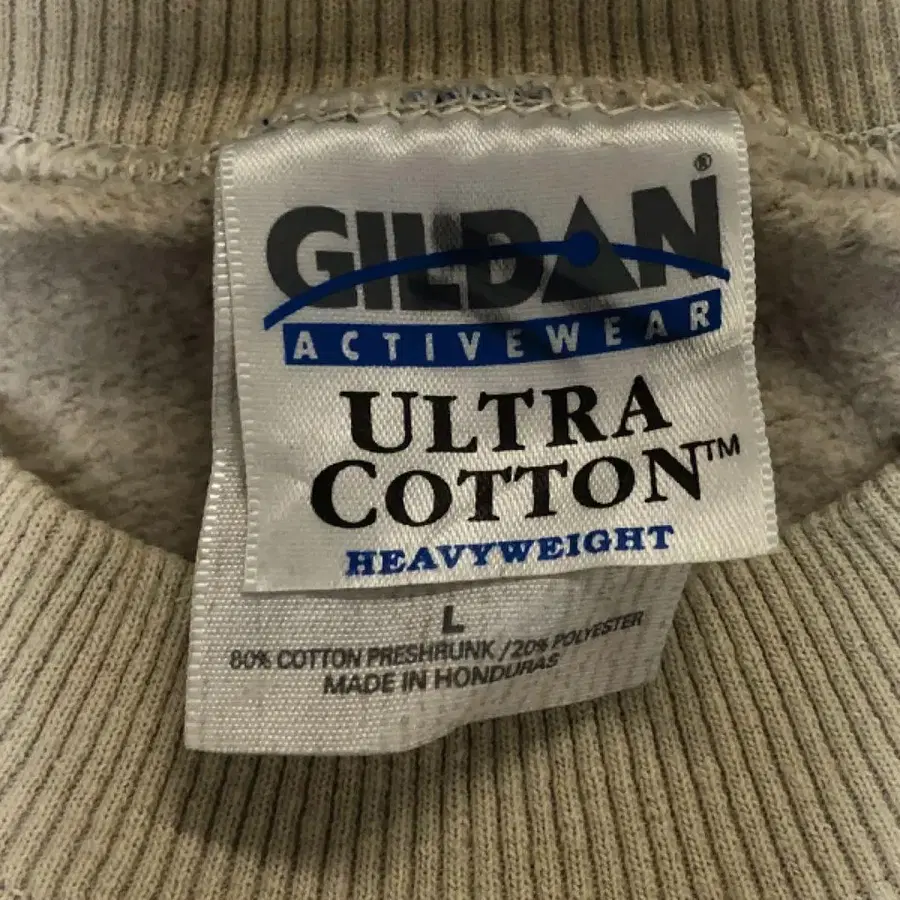 GILDAN®
ACTIVEWEAR
ULTRA
COTTON™
HEAVYWEIGHT
L
80% COTTON PRESHRUNK / 20% POLYESTER
MADE IN HONDURAS